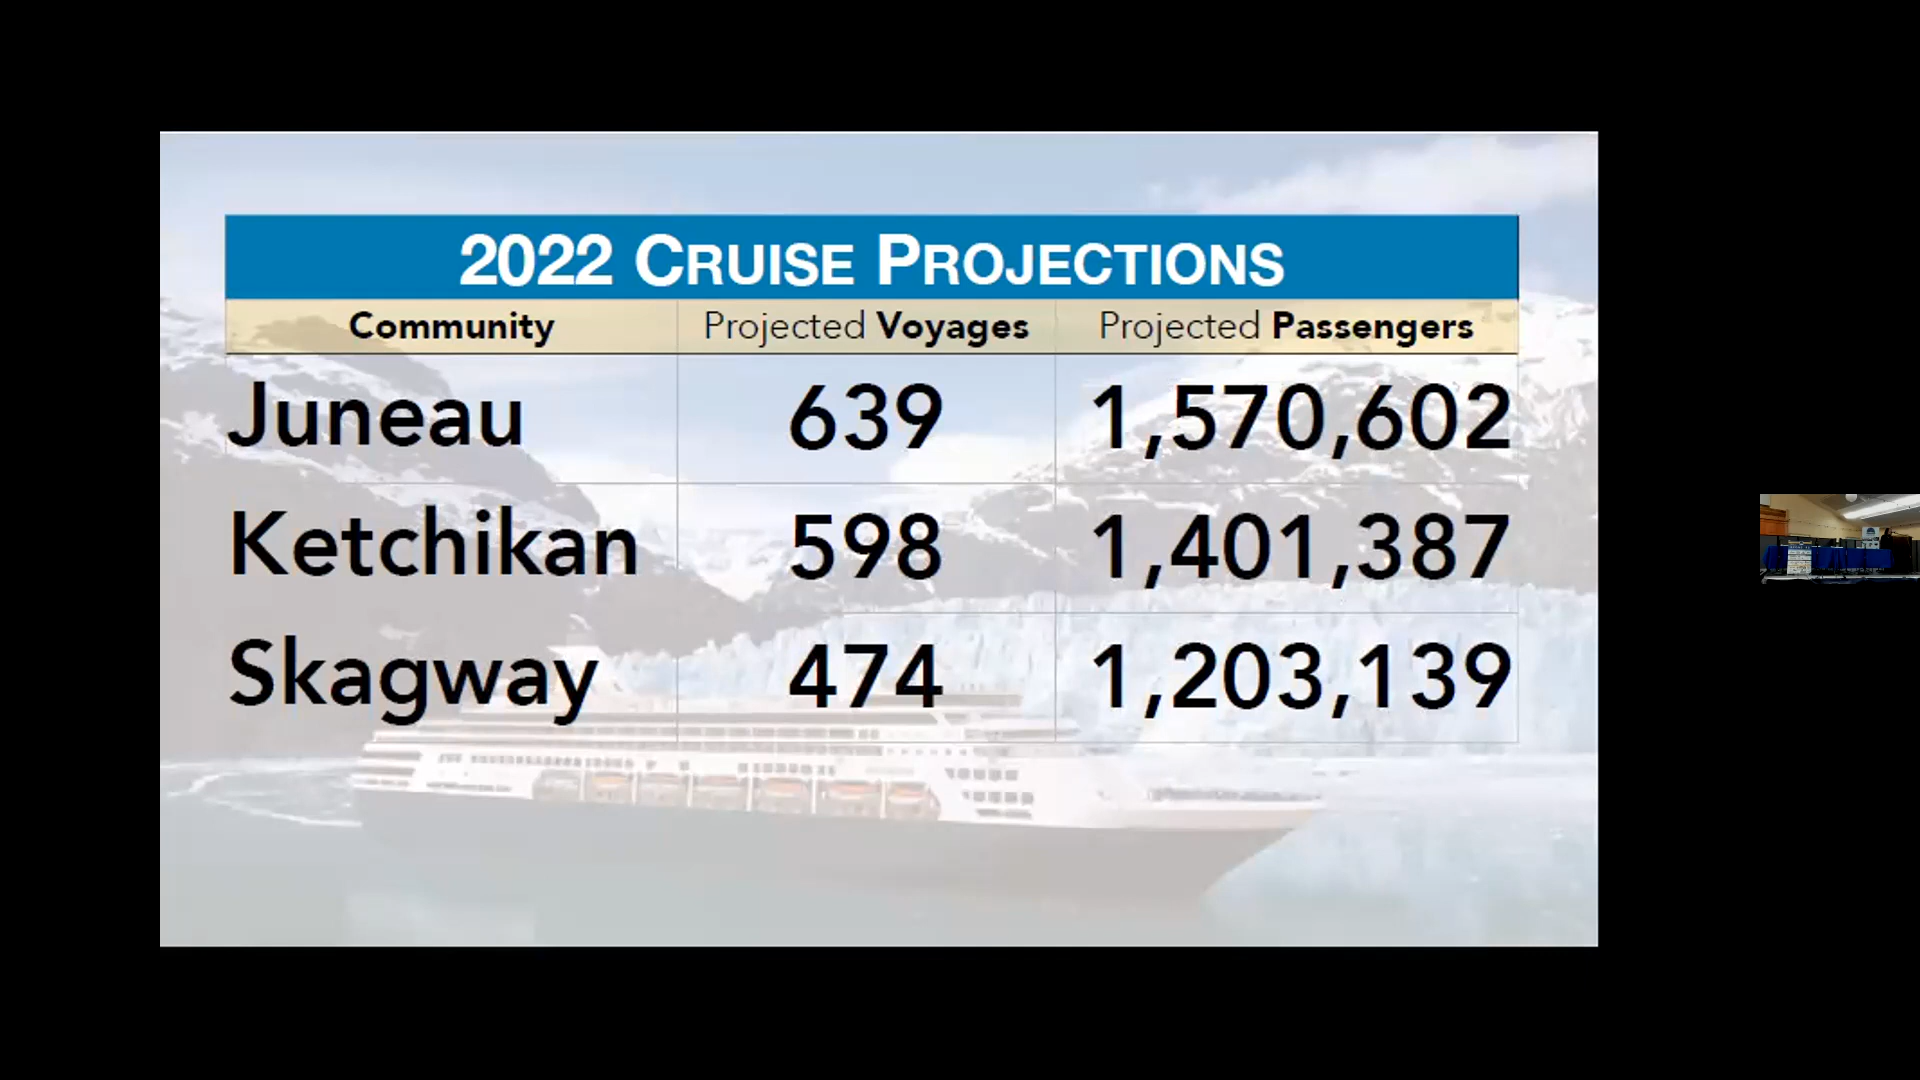 2022 CRUISE PROJECTIONS
Community Projected Voyages Projected Passengers
Juneau 639 1,570,602
Ketchikan 598 1,401,387
Skagway 474 1,203,139